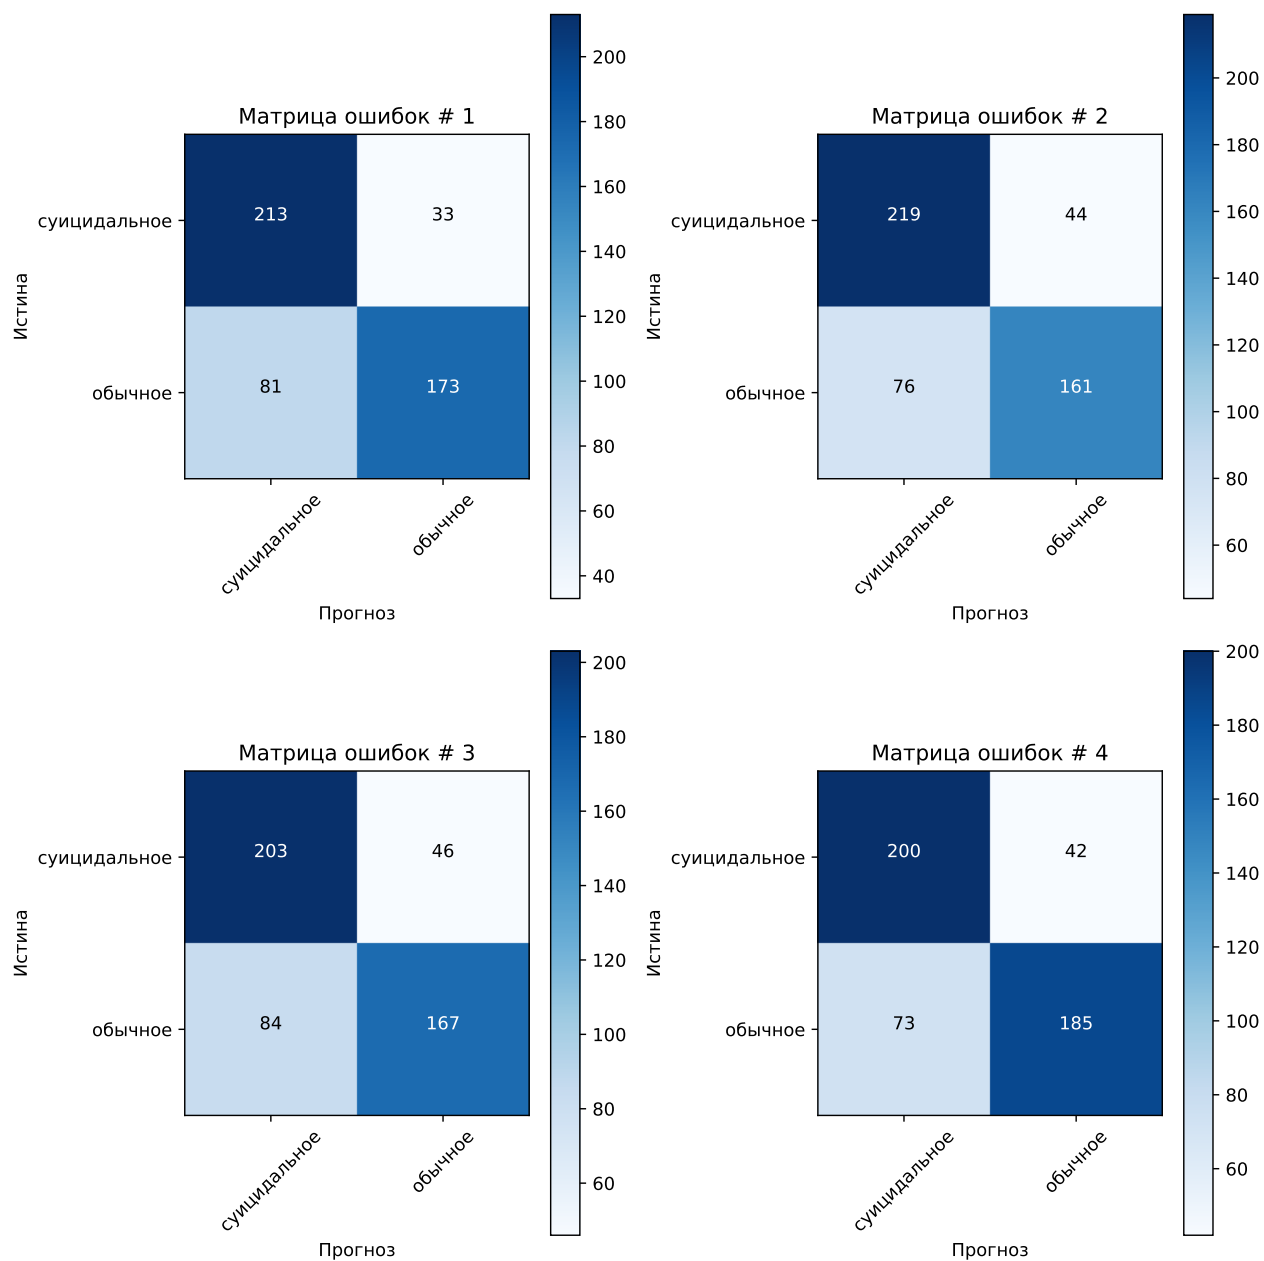 Матрица ошибок # 1
суицидальное
213
33
обычное
81
173
Истина
суицидальное
обычное
Прогноз
200
180
160
140
120
100
80
60
40
Матрица ошибок # 2
суицидальное
219
44
обычное
76
161
Истина
суицидальное
обычное
Прогноз
200
180
160
140
120
100
80
60
Матрица ошибок # 3
суицидальное
203
46
обычное
84
167
Истина
суицидальное
обычное
Прогноз
200
180
160
140
120
100
80
60
Матрица ошибок # 4
суицидальное
200
42
обычное
73
185
Истина
суицидальное
обычное
Прогноз
200
180
160
140
120
100
80
60